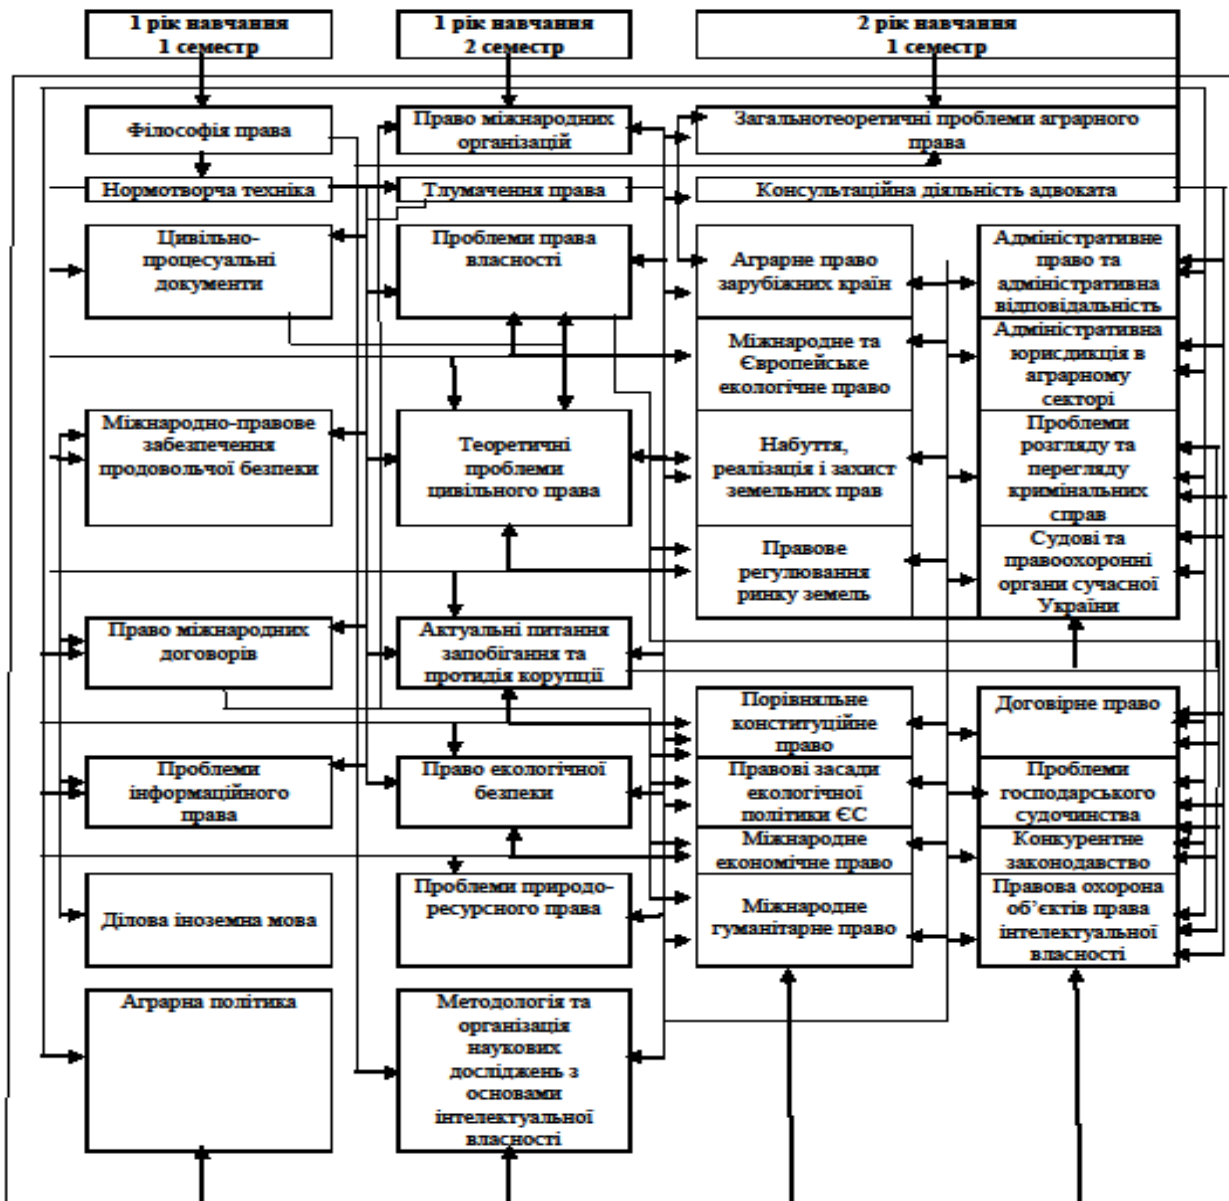 1 рік навчання
1 семестр
1 рік навчання
2 семестр
2 рік навчання
1 семестр
Філософія права
Право міжнародних
організацій
Загальнотеоретичні проблеми аграрного
права
Нормотворча техніка
Тлумачення права
Консультаційна діяльність адвоката
Цивільно-
процесуальні
документи
Проблеми права
власності
Аграрне право
зарубіжних країн
Адміністративне
право та
адміністративна
відповідальність
Міжнародне та
Європейське
екологічне право
Адміністративна
юрисдикція в
аграрному
секторі
Міжнародно-правове
забезпечення
продовольчої безпеки
Теоретичні
проблеми
цивільного права
Набуття,
реалізація і захист
земельних прав
Проблеми
розгляду та
перегляду
кримінальних
справ
Правове
регулювання
ринку земель
Судові та
правоохоронні
органи сучасної
України
Право міжнародних
договорів
Актуальні питання
запобігання та
протидія корупції
Порівняльне
конституційне
право
Договірне право
Проблеми
інформаційного
права
Право екологічної
безпеки
Правові засади
екологічної
політики ЄС
Проблеми
господарського
судочинства
Міжнародне
економічне право
Конкурентне
законодавство
Ділова іноземна мова
Проблеми природо-
ресурсного права
Міжнародне
гуманітарне право
Правова охорона
об’єктів права
інтелектуальної
власності
Аграрна політика
Методологія та
організація
наукових
досліджень з
основами
інтелектуальної
власності